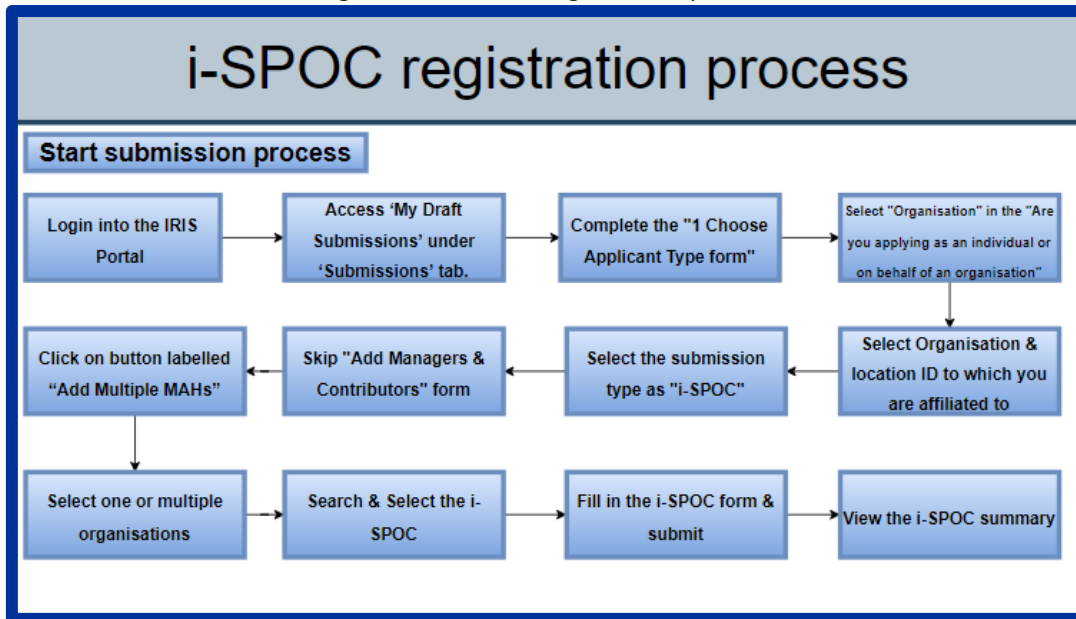 i-SPOC registration process
Start submission process
Login into the IRIS
Portal
Access ‘My Draft
Submissions’ under
‘Submissions’ tab.
Complete the "1 Choose
Applicant Type form"
Select "Organisation" in the "Are
you applying as an individual or
on behalf of an organisation"
Select Organisation &
location ID to which you
are affiliated to
Select the submission
type as "i-SPOC"
Skip "Add Managers &
Contributors" form
Click on button labelled
“Add Multiple MAHs”
Select one or multiple
organisations
Search & Select the i-
SPOC
Fill in the i-SPOC form &
submit
View the i-SPOC summary